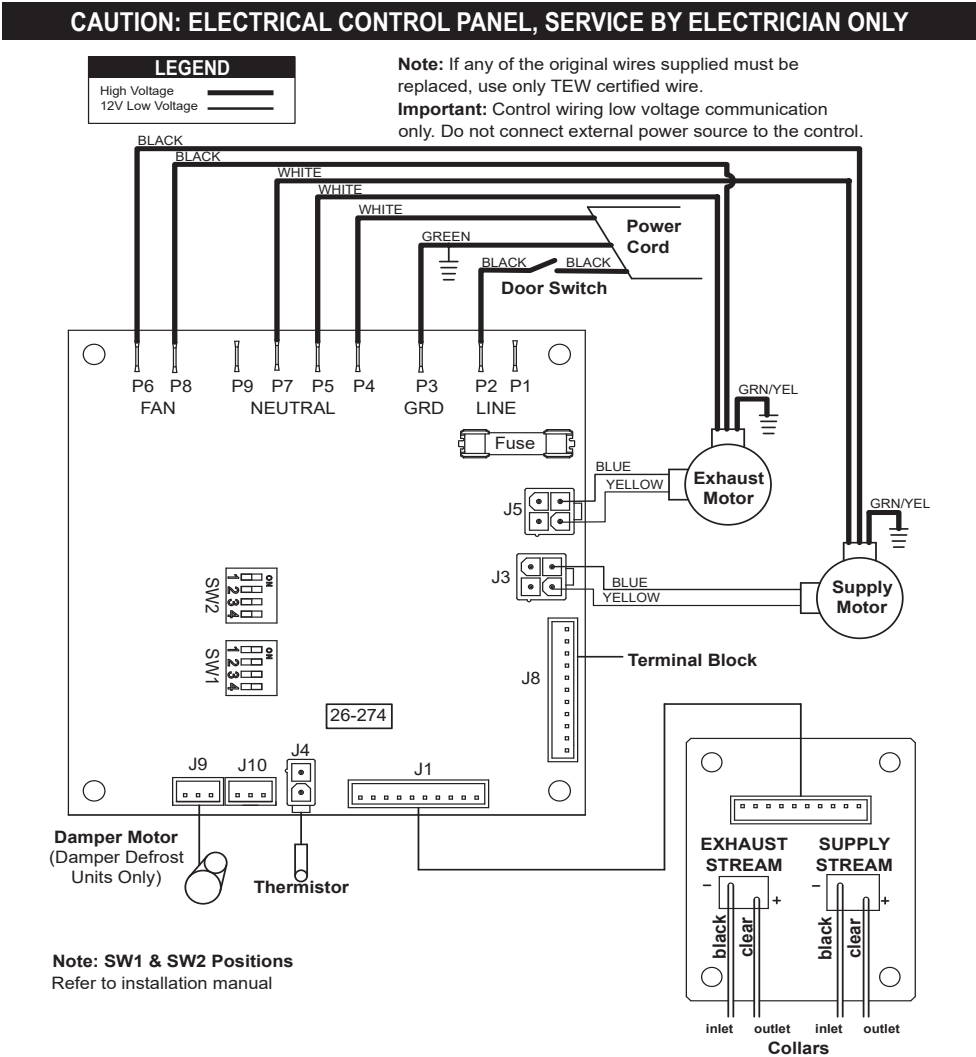 CAUTION: ELECTRICAL CONTROL PANEL, SERVICE BY ELECTRICIAN ONLY
LEGEND
High Voltage
12V Low Voltage
Note: If any of the original wires supplied must be
replaced, use only TEW certified wire.
Important: Control wiring low voltage communication
only. Do not connect external power source to the control.
BLACK
BLACK
WHITE
WHITE
WHITE
GREEN
BLACK
BLACK
Power
Cord
Door Switch
P6 P8 P9 P7 P5 P4 P3 P2 P1
FAN NEUTRAL GRD LINE
Fuse
GRN/YEL
Exhaust
Motor
BLUE
YELLOW
J5
GRN/YEL
Supply
Motor
J3
BLUE
YELLOW
SW2
1 2 3 4
ON
SW1
1 2 3 4
ON
J8
Terminal Block
26-274
J9 J10 J4 J1
Damper Motor
(Damper Defrost
Units Only)
Thermistor
EXHAUST
STREAM
SUPPLY
STREAM
– + – +
black clear black clear
inlet outlet inlet outlet
Collars
Note: SW1 & SW2 Positions
Refer to installation manual